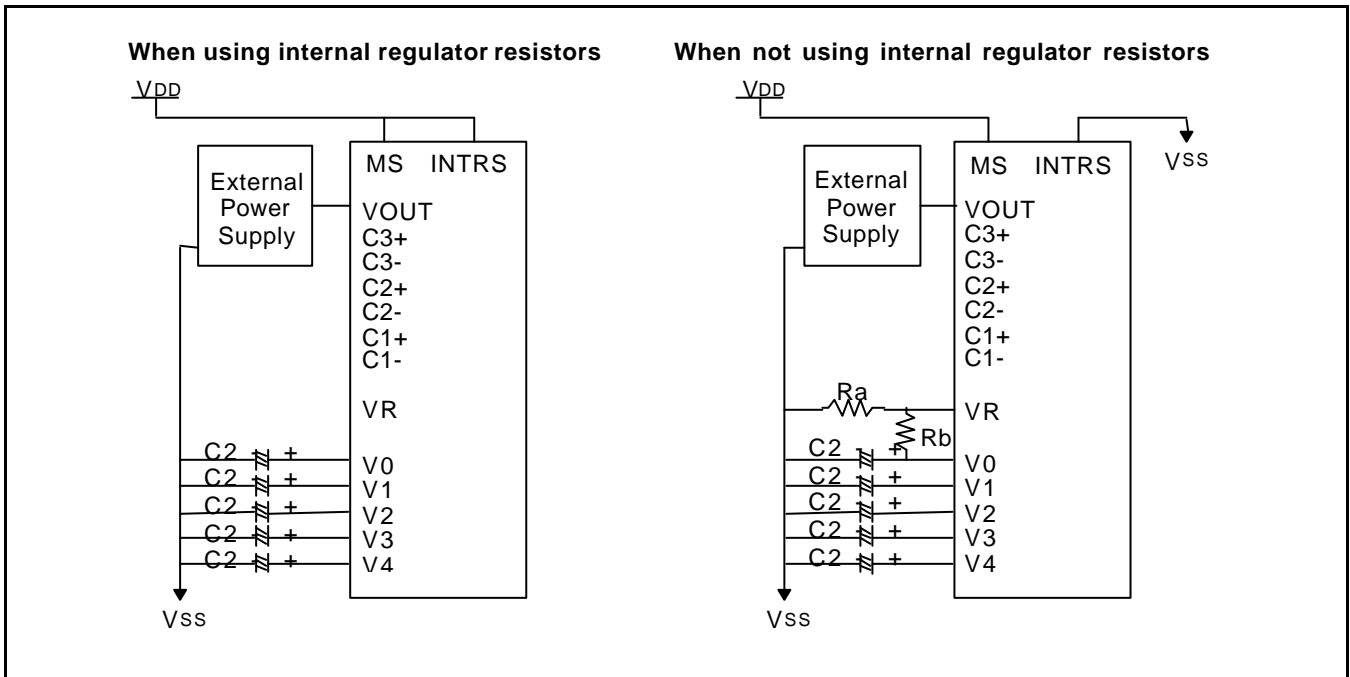 When using internal regulator resistors
VDD
MS INTRS
External
Power
Supply
VOUT
C3+
C3-
C2+
C2-
C1+
C1-
VR
C2 - + V0
C2 - + V1
C2 - + V2
C2 - + V3
C2 - + V4
VSS
When not using internal regulator resistors
VDD
MS INTRS
VSS
External
Power
Supply
VOUT
C3+
C3-
C2+
C2-
C1+
C1-
Ra
VR
Rb
C2 - + V0
C2 - + V1
C2 - + V2
C2 - + V3
C2 - + V4
VSS